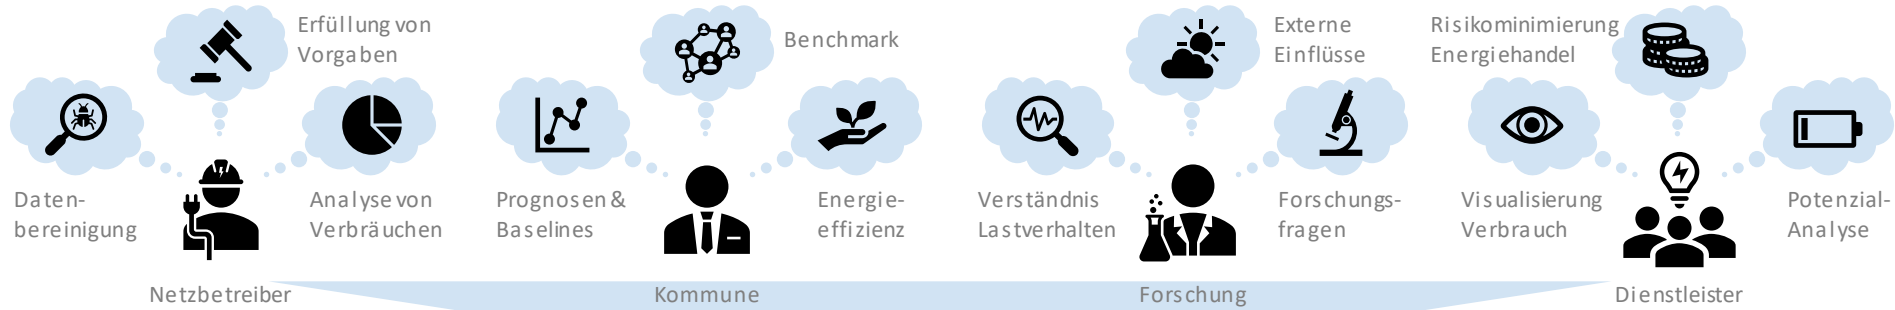 Erfüllung von
Vorgaben
Daten-
bereinigung
Analyse von
Verbräuchen
Netzbetreiber
Benchmark
Prognosen &
Baselines
Energie-
effizienz
Kommune
Externe
Einflüsse
Verständnis
Lastverhalten
Forschungs-
fragen
Forschung
Risikominimierung
Energiehandel
Visualisierung
Verbrauch
Potenzial-
Analyse
Dienstleister